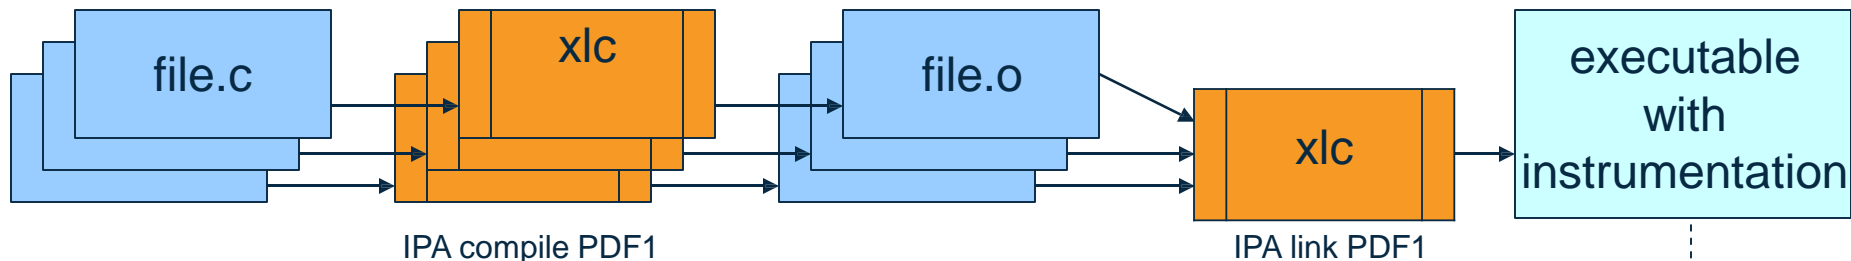 file.c
xlc
file.o
xlc
executable
with
instrumentation
IPA compile PDF1
IPA link PDF1